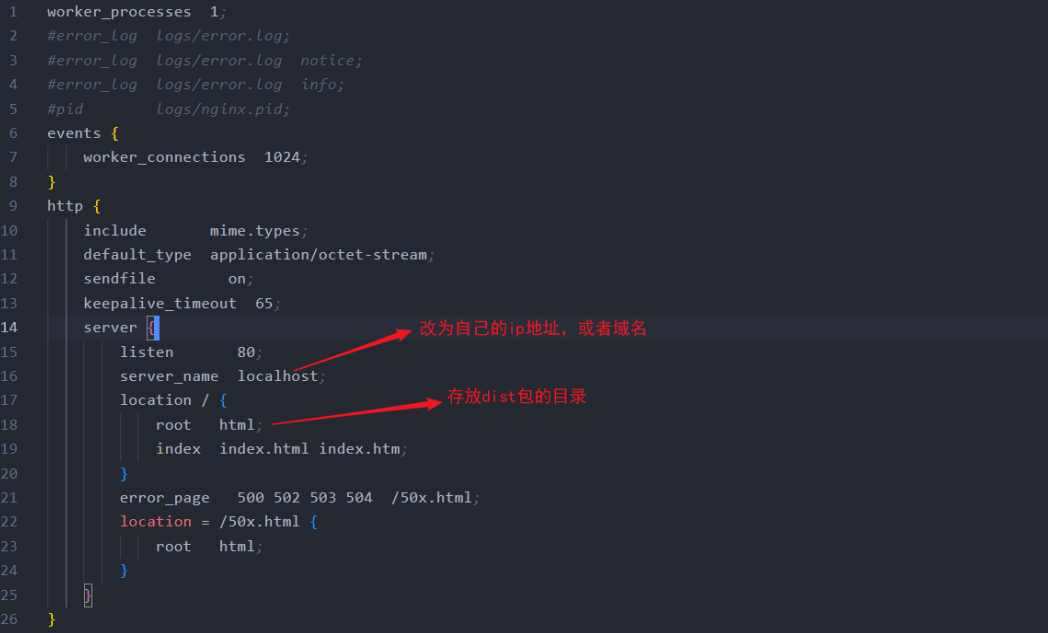 1 worker_processes  1;
2 #error_log  logs/error.log;
3 #error_log  logs/error.log  notice;
4 #error_log  logs/error.log  info;
5 #pid        logs/nginx.pid;
6 events {
7     worker_connections  1024;
8 }
9 http {
10     include       mime.types;
11     default_type  application/octet-stream;
12     sendfile        on;
13     keepalive_timeout  65;
14     server { 改为自己的ip地址，或者域名
15         listen       80;
16         server_name  localhost;
17         location / { 存放dist包的目录
18             root   html;
19             index  index.html index.htm;
20         }
21         error_page   500 502 503 504  /50x.html;
22         location = /50x.html {
23             root   html;
24         }
25     }
26 }